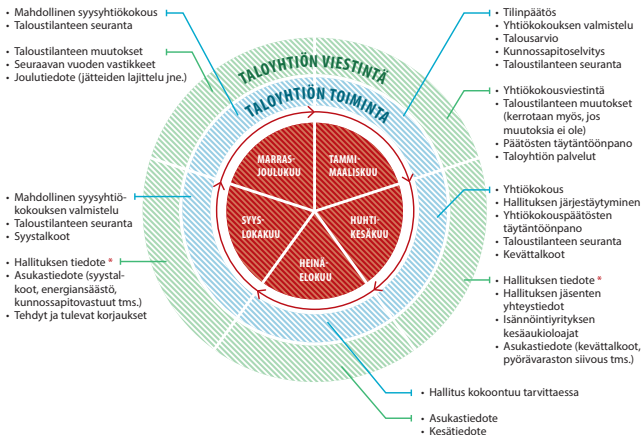 • Mahdollinen syysyhtiökokous
• Taloustilanteen seuranta
• Taloustilanteen muutokset
• Seuraavan vuoden vastikkeet
• Joulutiedote (jätteiden lajittelu jne.)
• Tilinpäätös
• Yhtiökokouksen valmistelu
• Talousarvio
• Kunnossapitoselvitys
• Taloustilanteen seuranta
TALOYHTIÖN VIESTINTÄ
TALOYHTIÖN TOIMINTA
• Yhtiökokousviestintä
• Taloustilanteen muutokset
(kerrotaan myös, jos
muutoksia ei ole)
• Päätösten täytäntöönpano
• Taloyhtiön palvelut
MARRAS-
JOULUKUU
TAMMI-
MAALISKUU
SYYS-
LOKAKUU
HUHTI-
KESÄKUU
HEINÄ-
ELOKUU
• Mahdollinen syysyhtiö-
kokouksen valmistelu
• Taloustilanteen seuranta
• Syystalkoot
• Hallituksen tiedote *
• Asukastiedote (syystal-
koot, energiansäästö,
kunnossapitovastuut tms.)
• Tehdyt ja tulevat korjaukset
• Yhtiökokous
• Hallituksen järjestäytyminen
• Yhtiökokouspäätösten
täytäntöönpano
• Taloustilanteen seuranta
• Kevättalkoot
• Hallituksen tiedote *
• Hallituksen jäsenten
yhteystiedot
• Isännöintiyrityksen
kesäaukioloajat
• Asukastiedote (kevättalkoot,
pyörävaraston siivous tms.)
• Hallitus kokoontuu tarvittaessa
• Asukastiedote
• Kesätiedote